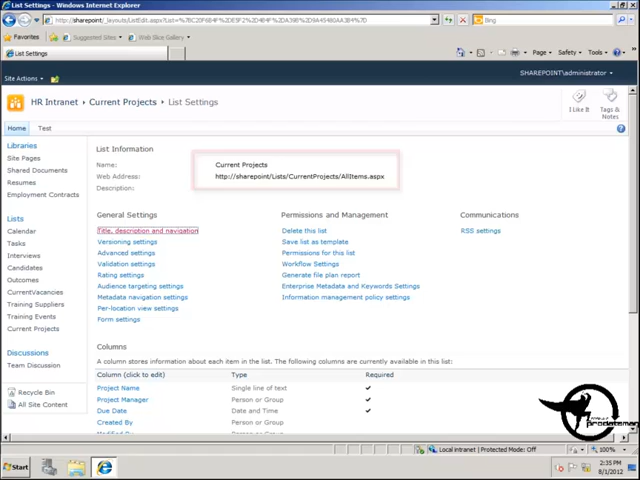 List Settings - Windows Internet Explorer
Favorites
Suggested Sites
Web Slice Gallery
Bing
List Settings
Page
Safety
Tools
Site Actions
SHAREPOINT\administrator
HR Intranet
Current Projects
List Settings
I Like It
Tags & Notes
Home
Test
Libraries
Site Pages
Shared Documents
Resumes
Employment Contracts
Lists
Calendar
Tasks
Interviews
Candidates
Outcomes
CurrentVacancies
Training Suppliers
Training Events
Current Projects
Discussions
Team Discussion
Recycle Bin
All Site Content
List Information
Name: Current Projects
Web Address: http://sharepoint/Lists/CurrentProjects/AllItems.aspx
Description:
General Settings
Title, description and navigation
Versioning settings
Advanced settings
Validation settings
Rating settings
Audience targeting settings
Metadata navigation settings
Per-location view settings
Form settings
Permissions and Management
Delete this list
Save list as template
Permissions for this list
Workflow Settings
Generate file plan report
Enterprise Metadata and Keywords Settings
Information management policy settings
Communications
RSS settings
Columns
A column stores information about each item in the list. The following columns are currently available in this list:
Column (click to edit) Type Required
Project Name Single line of text
Project Manager Person or Group
Due Date Date and Time
Created By Person or Group
prodatsman
Local intranet | Protected Mode: Off
100%
Start
2:35 PM
8/1/2012